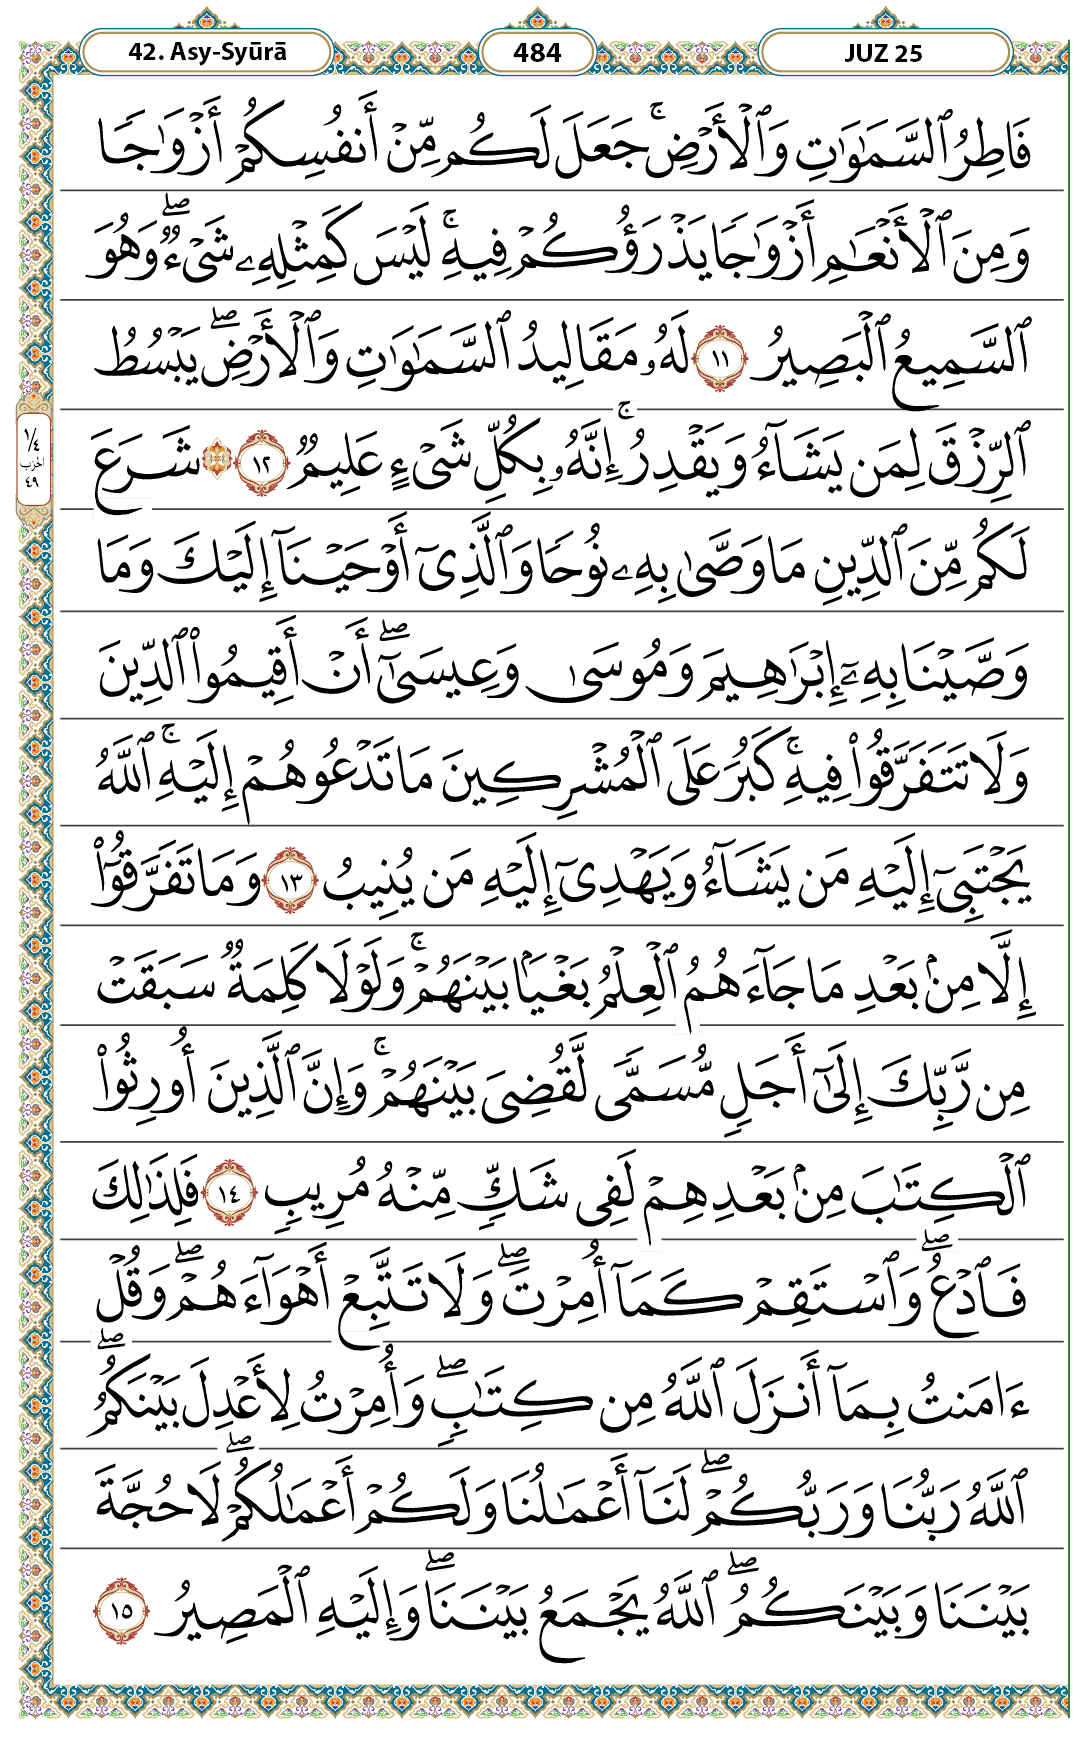 42. Asy-Syūrā
484
JUZ 25
فَاطِرُ ٱلسَّمَـٰوَٰتِ وَٱلْأَرْضِ ۚ جَعَلَ لَكُم مِّنْ أَنفُسِكُمْ أَزْوَٰجًا
وَمِنَ ٱلْأَنْعَـٰمِ أَزْوَٰجًا يَذْرَؤُكُمْ فِيهِ ۚ لَيْسَ كَمِثْلِهِۦ شَىْءٌ ۖ وَهُوَ
ٱلسَّمِيعُ ٱلْبَصِيرُ ١١ لَهُۥ مَقَالِيدُ ٱلسَّمَـٰوَٰتِ وَٱلْأَرْضِ ۖ يَبْسُطُ
ٱلرِّزْقَ لِمَن يَشَآءُ وَيَقْدِرُ ۚ إِنَّهُۥ بِكُلِّ شَىْءٍ عَلِيمٌ ١٢ ۞ شَرَعَ
١/٤
الحزب
٤٩
لَكُم مِّنَ ٱلدِّينِ مَا وَصَّىٰ بِهِۦ نُوحًا وَٱلَّذِىٓ أَوْحَيْنَآ إِلَيْكَ وَمَا
وَصَّيْنَا بِهِۦٓ إِبْرَٰهِيمَ وَمُوسَىٰ وَعِيسَىٰٓ ۖ أَنْ أَقِيمُوا۟ ٱلدِّينَ
وَلَا تَتَفَرَّقُوا۟ فِيهِ ۚ كَبُرَ عَلَى ٱلْمُشْرِكِينَ مَا تَدْعُوهُمْ إِلَيْهِ ۚ ٱللَّهُ
يَجْتَبِىٓ إِلَيْهِ مَن يَشَآءُ وَيَهْدِىٓ إِلَيْهِ مَن يُنِيبُ ١٣ وَمَا تَفَرَّقُوٓا۟
إِلَّا مِنۢ بَعْدِ مَا جَآءَهُمُ ٱلْعِلْمُ بَغْيًۢا بَيْنَهُمْ ۚ وَلَوْلَا كَلِمَةٌ سَبَقَتْ
مِن رَّبِّكَ إِلَىٰٓ أَجَلٍ مُّسَمًّى لَّقُضِىَ بَيْنَهُمْ ۚ وَإِنَّ ٱلَّذِينَ أُورِثُوا۟
ٱلْكِتَـٰبَ مِنۢ بَعْدِهِمْ لَفِى شَكٍّ مِّنْهُ مُرِيبٍ ١٤ فَلِذَٰلِكَ
فَٱدْعُ ۖ وَٱسْتَقِمْ كَمَآ أُمِرْتَ ۖ وَلَا تَتَّبِعْ أَهْوَآءَهُمْ ۖ وَقُلْ
ءَامَنتُ بِمَآ أَنزَلَ ٱللَّهُ مِن كِتَـٰبٍ ۖ وَأُمِرْتُ لِأَعْدِلَ بَيْنَكُمُ ۖ
ٱللَّهُ رَبُّنَا وَرَبُّكُمْ ۖ لَنَآ أَعْمَـٰلُنَا وَلَكُمْ أَعْمَـٰلُكُمْ ۖ لَا حُجَّةَ
بَيْنَنَا وَبَيْنَكُمُ ۖ ٱللَّهُ يَجْمَعُ بَيْنَنَا ۖ وَإِلَيْهِ ٱلْمَصِيرُ ١٥